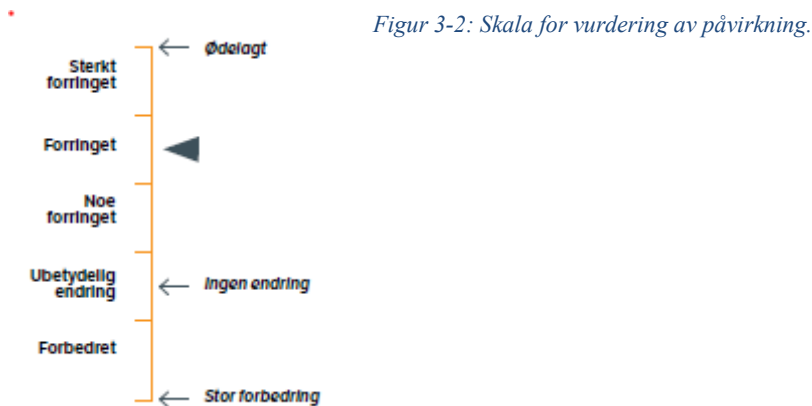 Figur 3-2: Skala for vurdering av påvirkning.
Ødelagt
Sterkt
forringet
Forringet
Noe
forringet
Ubetydelig
endring
Ingen endring
Forbedret
Stor forbedring